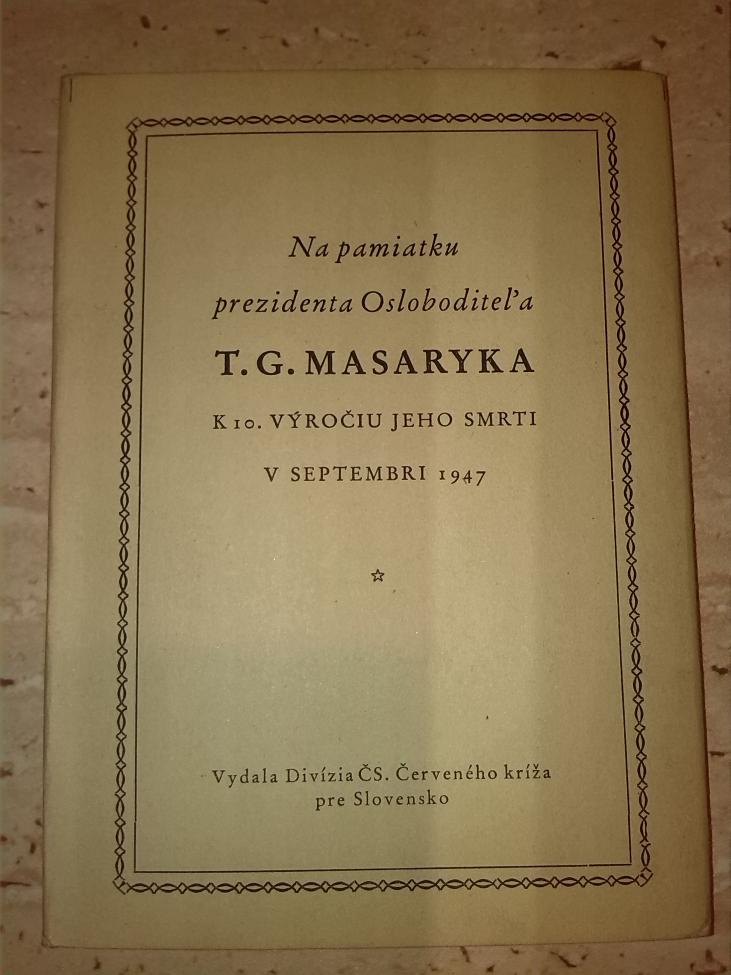 Na pamiatku
prezidenta Osloboditeľa
T. G. MASARYKA
K 10. VÝROČIU JEHO SMRTI
V SEPTEMBRI 1947
Vydala Divízia ČS. Červeného kríža
pre Slovensko